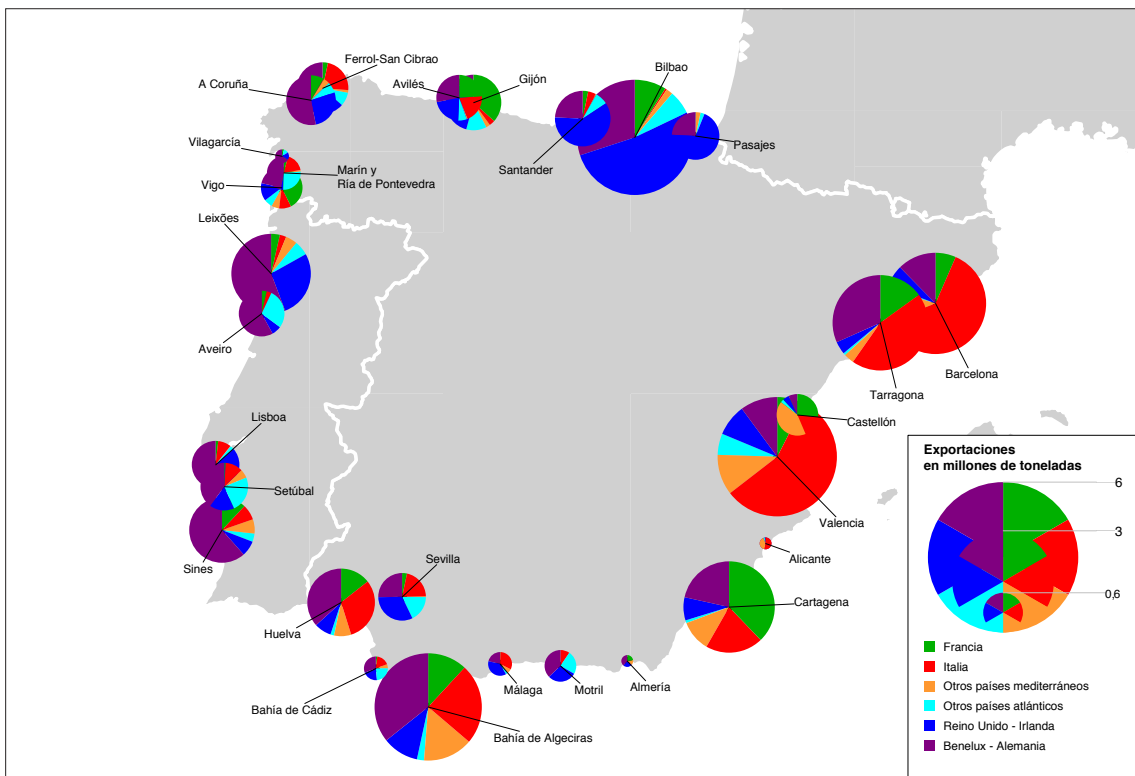 Ferrol-San Cibrao
A Coruña
Avilés
Gijón
Bilbao
Vilagarcía
Marín y
Ría de Pontevedra
Santander
Pasajes
Vigo
Leixões
Aveiro
Barcelona
Tarragona
Castellón
Lisboa
Setúbal
Valencia
Sines
Alicante
Sevilla
Cartagena
Huelva
Málaga
Motril
Almería
Bahía de Cádiz
Bahía de Algeciras
Exportaciones
en millones de toneladas
6
3
0,6
Francia
Italia
Otros países mediterráneos
Otros países atlánticos
Reino Unido - Irlanda
Benelux - Alemania